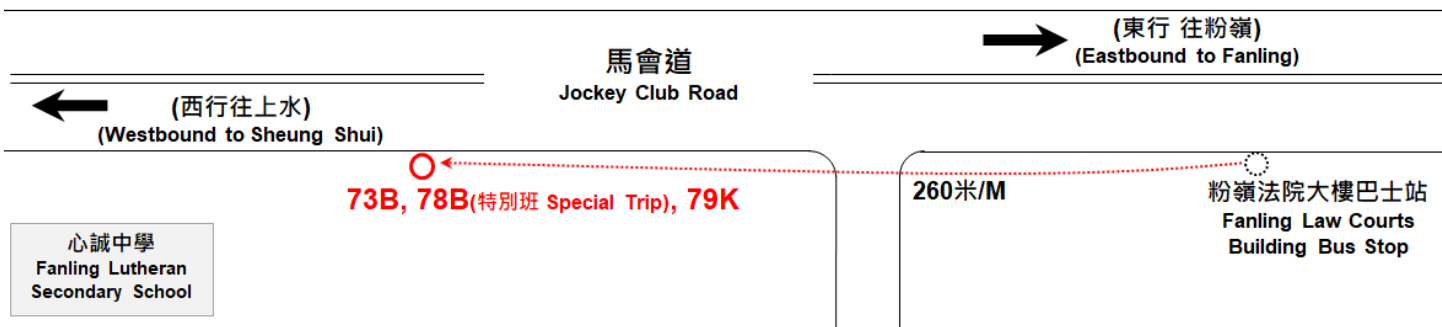 (東行 往粉嶺)
(Eastbound to Fanling)
馬會道
Jockey Club Road
(西行往上水)
(Westbound to Sheung Shui)
73B, 78B(特別班 Special Trip), 79K
260米/M
粉嶺法院大樓巴士站
Fanling Law Courts
Building Bus Stop
心誠中學
Fanling Lutheran
Secondary School